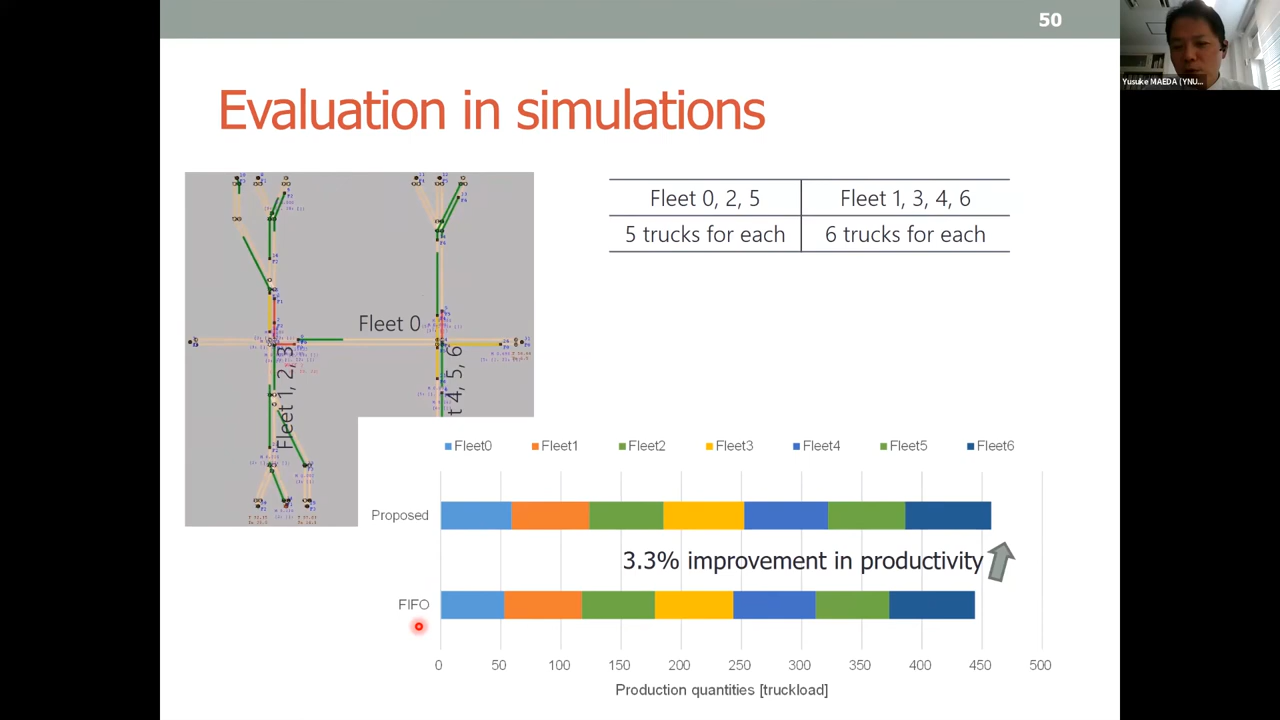 50
Yusuke MAEDA (YNU...
Evaluation in simulations
Fleet 0, 2, 5
Fleet 1, 3, 4, 6
5 trucks for each
6 trucks for each
Fleet 0
Fleet 1, 2, 3
t 4, 5, 6
Fleet0
Fleet1
Fleet2
Fleet3
Fleet4
Fleet5
Fleet6
Proposed
3.3% improvement in productivity
FIFO
0
50
100
150
200
250
300
350
400
450
500
Production quantities [truckload]